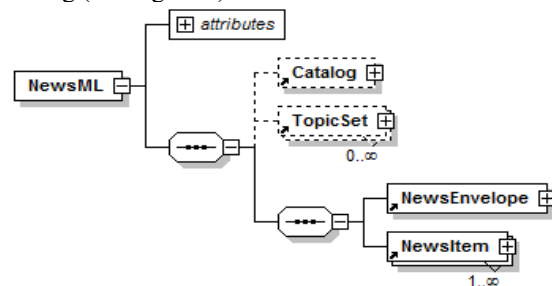 attributes
Catalog
NewsML
TopicSet
0..∞
NewsEnvelope
NewsItem
1..∞